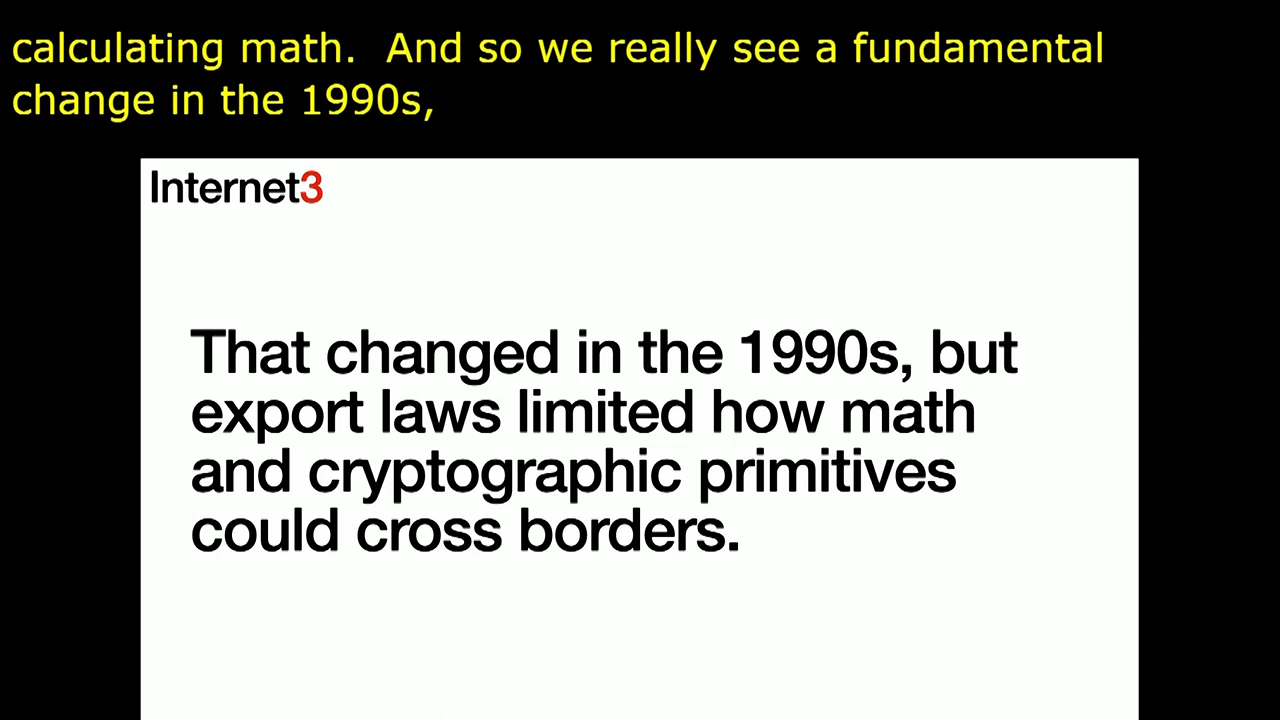 calculating math.  And so we really see a fundamental
change in the 1990s,
Internet3
That changed in the 1990s, but
export laws limited how math
and cryptographic primitives
could cross borders.